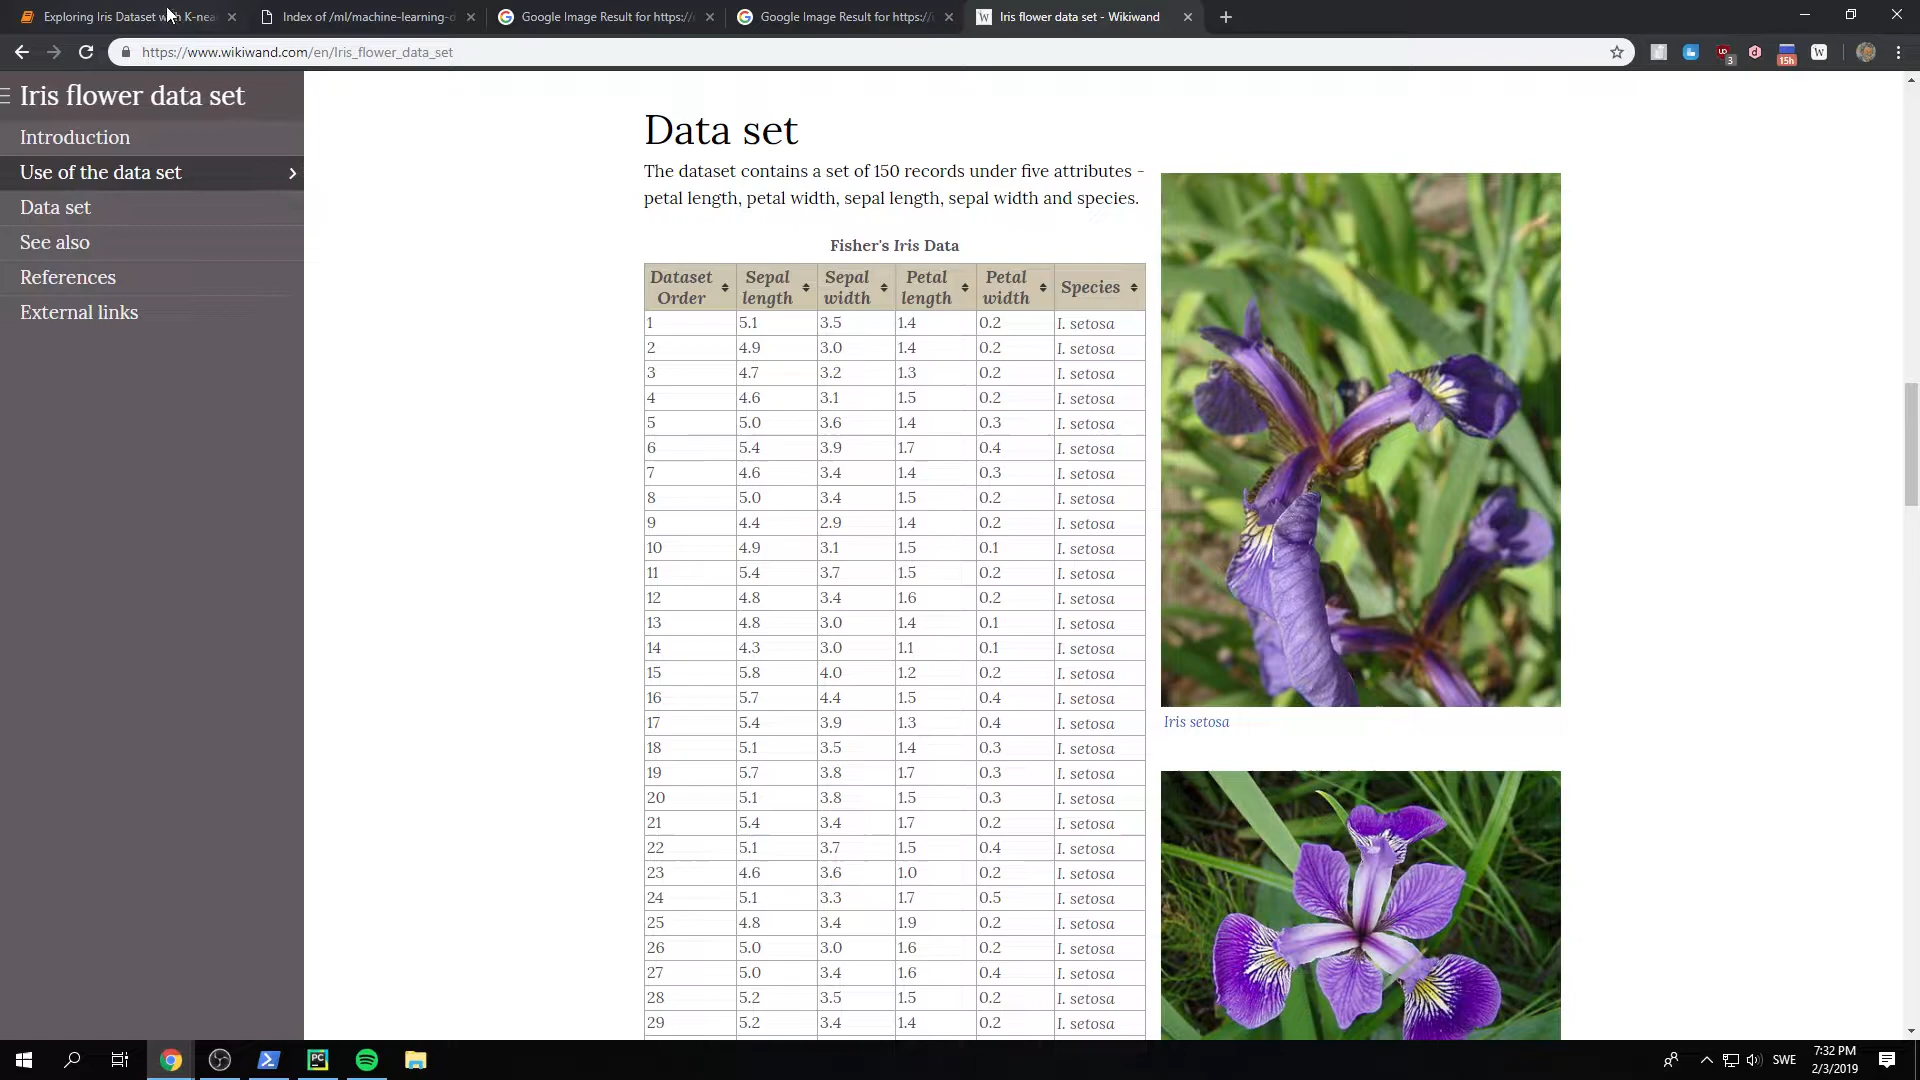 Exploring Iris Dataset with K-nea
Index of /ml/machine-learning-d
Google Image Result for https://
Google Image Result for https://
Iris flower data set - Wikiwand
https://www.wikiwand.com/en/Iris_flower_data_set
3
15h
W
Iris flower data set
Introduction
Use of the data set
Data set
See also
References
External links
Data set
The dataset contains a set of 150 records under five attributes -
petal length, petal width, sepal length, sepal width and species.
Fisher's Iris Data
Dataset Order Sepal length Sepal width Petal length Petal width Species
1 5.1 3.5 1.4 0.2 I. setosa
2 4.9 3.0 1.4 0.2 I. setosa
3 4.7 3.2 1.3 0.2 I. setosa
4 4.6 3.1 1.5 0.2 I. setosa
5 5.0 3.6 1.4 0.3 I. setosa
6 5.4 3.9 1.7 0.4 I. setosa
7 4.6 3.4 1.4 0.3 I. setosa
8 5.0 3.4 1.5 0.2 I. setosa
9 4.4 2.9 1.4 0.2 I. setosa
10 4.9 3.1 1.5 0.1 I. setosa
11 5.4 3.7 1.5 0.2 I. setosa
12 4.8 3.4 1.6 0.2 I. setosa
13 4.8 3.0 1.4 0.1 I. setosa
14 4.3 3.0 1.1 0.1 I. setosa
15 5.8 4.0 1.2 0.2 I. setosa
16 5.7 4.4 1.5 0.4 I. setosa
17 5.4 3.9 1.3 0.4 I. setosa
18 5.1 3.5 1.4 0.3 I. setosa
19 5.7 3.8 1.7 0.3 I. setosa
20 5.1 3.8 1.5 0.3 I. setosa
21 5.4 3.4 1.7 0.2 I. setosa
22 5.1 3.7 1.5 0.4 I. setosa
23 4.6 3.6 1.0 0.2 I. setosa
24 5.1 3.3 1.7 0.5 I. setosa
25 4.8 3.4 1.9 0.2 I. setosa
26 5.0 3.0 1.6 0.2 I. setosa
27 5.0 3.4 1.6 0.4 I. setosa
28 5.2 3.5 1.5 0.2 I. setosa
29 5.2 3.4 1.4 0.2 I. setosa
Iris setosa
SWE
7:32 PM
2/3/2019